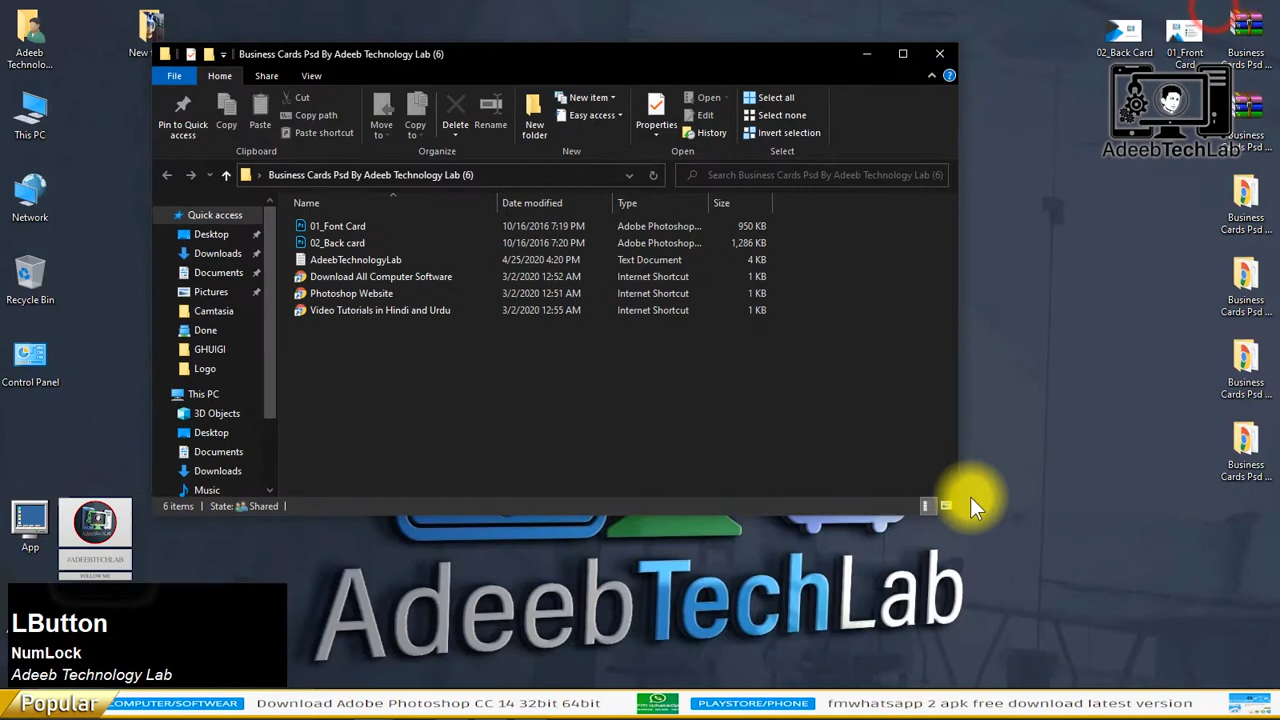 Business Cards Psd By Adeeb Technology Lab (6)
File Home Share View
Pin to Quick access
Copy
Paste
Cut
Copy path
Paste shortcut
Move to
Copy to
Delete
Rename
New folder
New item
Easy access
Properties
Open
Edit
History
Select all
Select none
Invert selection
Clipboard Organize New Open Select
Business Cards Psd By Adeeb Technology Lab (6)
Search Business Cards Psd By Adeeb Technology Lab (6)
Name Date modified Type Size
01_Font Card 10/16/2016 7:19 PM Adobe Photoshop... 950 KB
02_Back card 10/16/2016 7:20 PM Adobe Photoshop... 1,286 KB
AdeebTechnologyLab 4/25/2020 4:20 PM Text Document 4 KB
Download All Computer Software 3/2/2020 12:52 AM Internet Shortcut 1 KB
Photoshop Website 3/2/2020 12:51 AM Internet Shortcut 1 KB
Video Tutorials in Hindi and Urdu 3/2/2020 12:55 AM Internet Shortcut 1 KB
Quick access
Desktop
Downloads
Documents
Pictures
Camtasia
Done
GHUIGI
Logo
This PC
3D Objects
Desktop
Documents
Downloads
Music
6 items State: Shared
Adeeb
Technolo...
New
This PC
Network
Recycle Bin
Control Panel
App
#ADEEBTECHLAB
FOLLOW ME
02_Back Card
01_Front
Card
Business
Cards Psd ...
AdeebTechLab
Business
Cards Psd ...
Business
Cards Psd ...
Business
Cards Psd ...
Business
Cards Psd ...
Business
Cards Psd ...
AdeebTechLab
LButton
NumLock
Adeeb Technology Lab
Popular
COMPUTER/SOFTWEAR Download Adobe Photoshop CC 14 32bit 64bit PLAYSTORE/PHONE fmwhatsapp 2 apk free download latest version